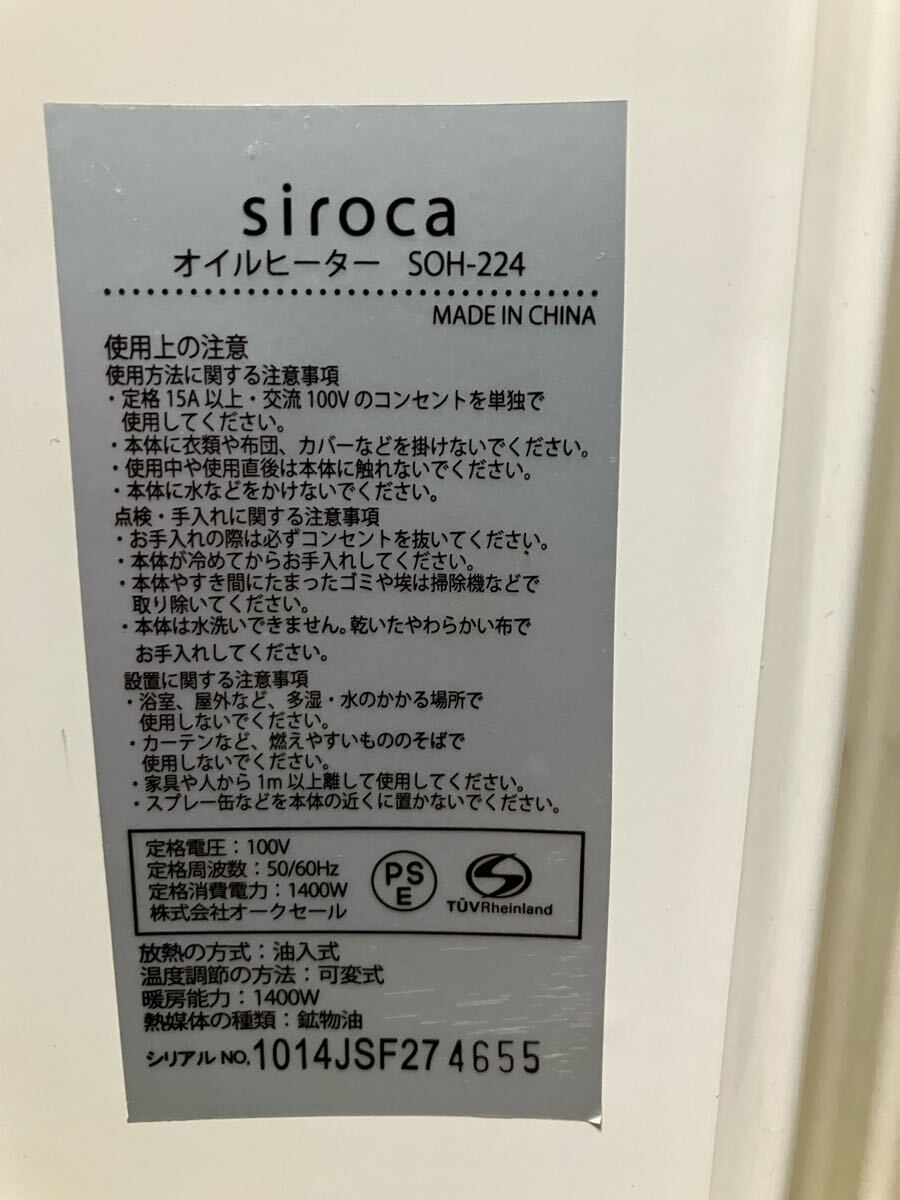 siroca
オイルヒーター SOH-224
MADE IN CHINA
使用上の注意
使用方法に関する注意事項
・定格 15A 以上・交流 100V のコンセントを単独で
使用してください。
・本体に衣類や布団、カバーなどを掛けないでください。
・使用中や使用直後は本体に触れないでください。
・本体に水などをかけないでください。
点検・手入れに関する注意事項
・お手入れの際は必ずコンセントを抜いてください。
・本体が冷めてからお手入れしてください。
・本体やすき間にたまったゴミや埃は掃除機などで
取り除いてください。
・本体は水洗いできません。乾いたやわらかい布で
お手入れしてください。
設置に関する注意事項
・浴室、屋外など、多湿・水のかかる場所で
使用しないでください。
・カーテンなど、燃えやすいもののそばで
使用しないでください。
・家具や人から 1m 以上離して使用してください。
・スプレー缶などを本体の近くに置かないでください。
定格電圧：100V
定格周波数：50/60Hz
定格消費電力：1400W
株式会社オークセール
PS
E
TÜVRheinland
放熱の方式：油入式
温度調節の方法：可変式
暖房能力：1400W
熱媒体の種類：鉱物油
シリアル NO. 1014JSF274655